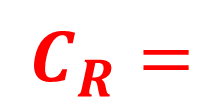 C_R =